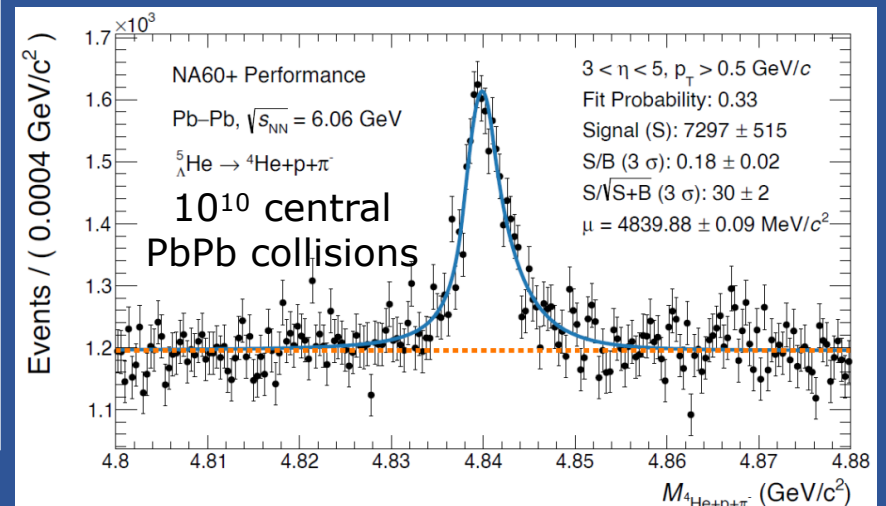 ×10³
1.7
1.6
1.5
1.4
1.3
1.2
1.1
Events / ( 0.0004 GeV/c² )
NA60+ Performance
Pb–Pb, √s_NN = 6.06 GeV
⁵_ΛHe → ⁴He+p+π⁻
10¹⁰ central
PbPb collisions
3 < η < 5, p_T > 0.5 GeV/c
Fit Probability: 0.33
Signal (S): 7297 ± 515
S/B (3 σ): 0.18 ± 0.02
S/√S+B (3 σ): 30 ± 2
μ = 4839.88 ± 0.09 MeV/c²
4.8 4.81 4.82 4.83 4.84 4.85 4.86 4.87 4.88
M_⁴He+p+π⁻ (GeV/c²)